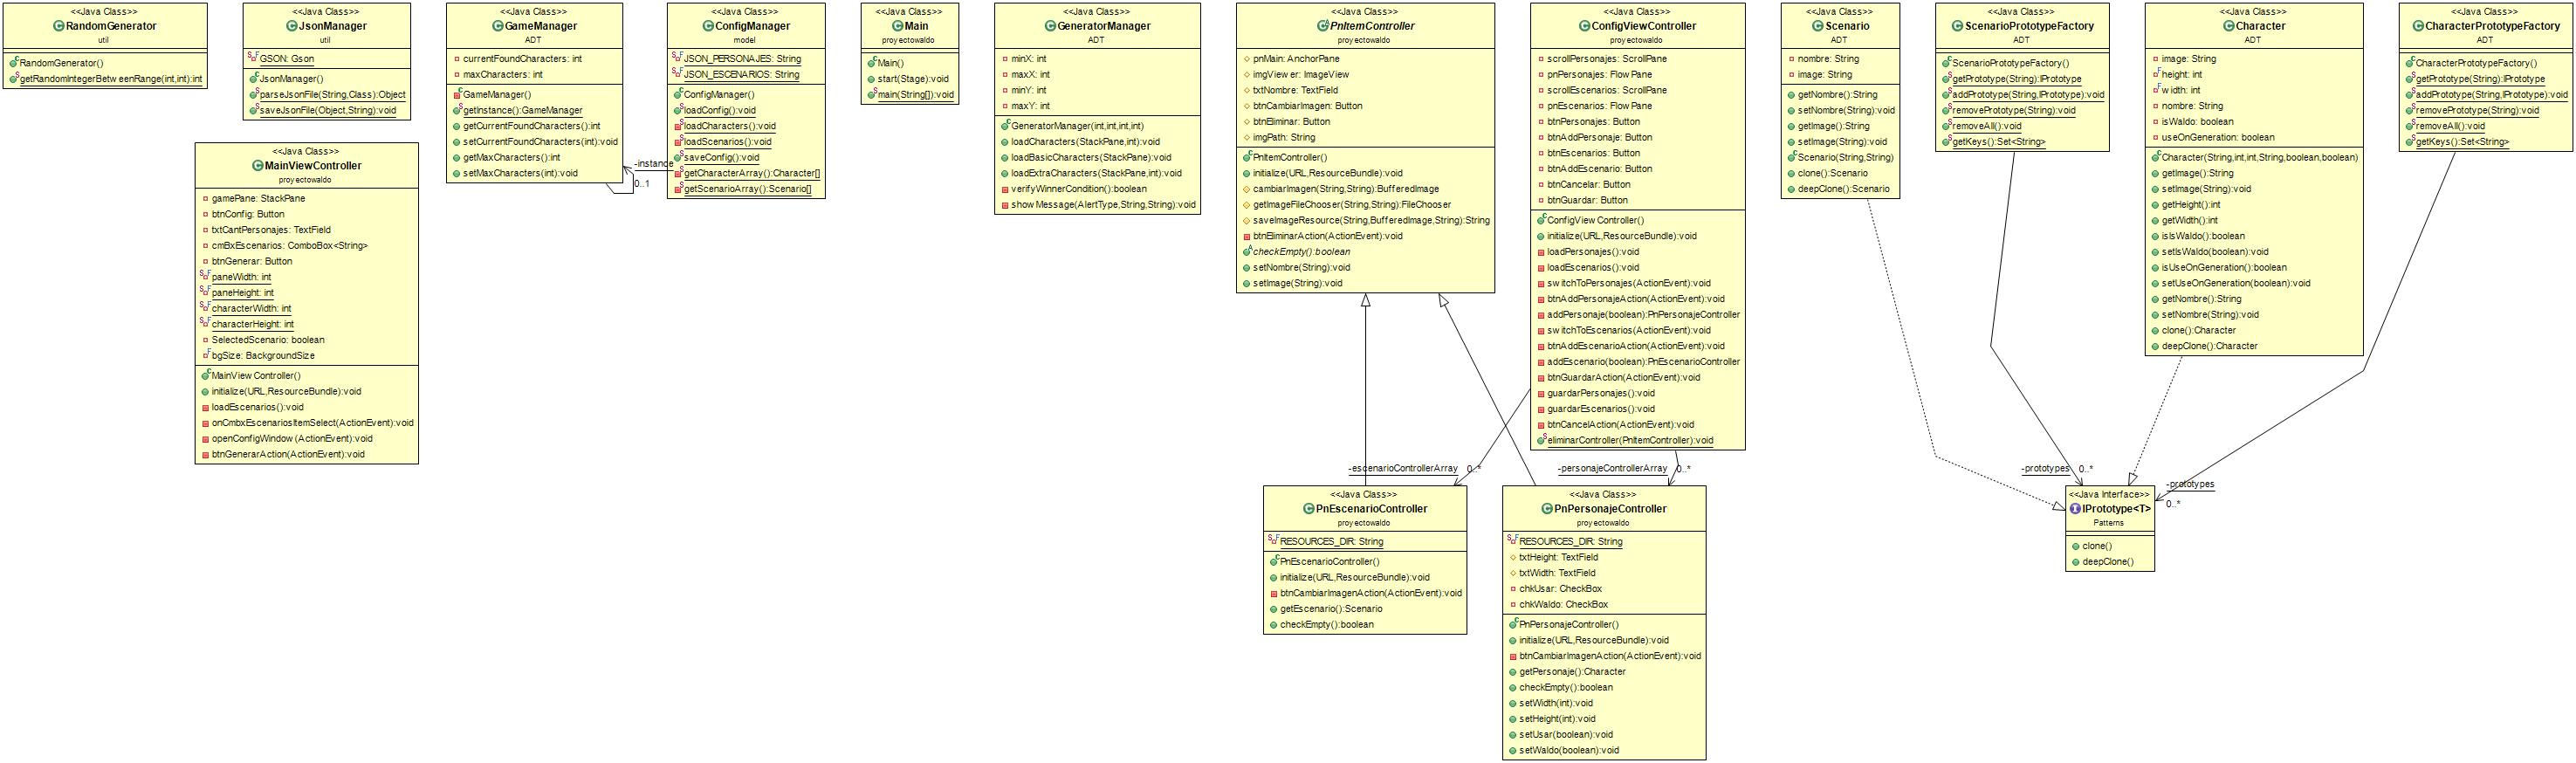 <<Java Class>>
RandomGenerator
util
RandomGenerator()
getRandomIntegerBetweenRange(int,int):int
<<Java Class>>
JsonManager
util
GSON: Gson
JsonManager()
parseJsonFile(String,Class):Object
saveJsonFile(Object,String):void
<<Java Class>>
MainViewController
proyectowaldo
gamePane: StackPane
btnConfig: Button
txtCantPersonajes: TextField
cmBxEscenarios: ComboBox<String>
btnGenerar: Button
paneWidth: int
paneHeight: int
characterWidth: int
characterHeight: int
SelectedScenario: boolean
bgSize: BackgroundSize
MainViewController()
initialize(URL,ResourceBundle):void
loadEscenarios():void
onCmbxEscenariosItemSelect(ActionEvent):void
openConfigWindow(ActionEvent):void
btnGenerarAction(ActionEvent):void
<<Java Class>>
GameManager
ADT
currentFoundCharacters: int
maxCharacters: int
GameManager()
getInstance():GameManager
getCurrentFoundCharacters():int
setCurrentFoundCharacters(int):void
getMaxCharacters():int
setMaxCharacters(int):void
-instance
0..1
<<Java Class>>
ConfigManager
model
JSON_PERSONAJES: String
JSON_ESCENARIOS: String
ConfigManager()
loadConfig():void
loadCharacters():void
loadScenarios():void
saveConfig():void
getCharacterArray():Character[]
getScenarioArray():Scenario[]
<<Java Class>>
Main
proyectowaldo
Main()
start(Stage):void
main(String[]):void
<<Java Class>>
GeneratorManager
ADT
minX: int
maxX: int
minY: int
maxY: int
GeneratorManager(int,int,int,int)
loadCharacters(StackPane,int):void
loadBasicCharacters(StackPane):void
loadExtraCharacters(StackPane,int):void
verifyWinnerCondition():boolean
showMessage(AlertType,String,String):void
<<Java Class>>
PnItemController
proyectowaldo
pnMain: AnchorPane
imgViewer: ImageView
txtNombre: TextField
btnCambiarImagen: Button
btnEliminar: Button
imgPath: String
PnItemController()
initialize(URL,ResourceBundle):void
cambiarImagen(String,String):BufferedImage
getImageFileChooser(String,String):FileChooser
saveImageResource(String,BufferedImage,String):String
btnEliminarAction(ActionEvent):void
checkEmpty():boolean
setNombre(String):void
setImage(String):void
<<Java Class>>
ConfigViewController
proyectowaldo
scrollPersonajes: ScrollPane
pnPersonajes: FlowPane
scrollEscenarios: ScrollPane
pnEscenarios: FlowPane
btnPersonajes: Button
btnAddPersonaje: Button
btnEscenarios: Button
btnAddEscenario: Button
btnCancelar: Button
btnGuardar: Button
ConfigViewController()
initialize(URL,ResourceBundle):void
loadPersonajes():void
loadEscenarios():void
switchToPersonajes(ActionEvent):void
btnAddPersonajeAction(ActionEvent):void
addPersonaje(boolean):PnPersonajeController
switchToEscenarios(ActionEvent):void
btnAddEscenarioAction(ActionEvent):void
addEscenario(boolean):PnEscenarioController
btnGuardarAction(ActionEvent):void
guardarPersonajes():void
guardarEscenarios():void
btnCancelAction(ActionEvent):void
eliminarController(PnItemController):void
-escenarioControllerArray
0..*
-personajeControllerArray
0..*
<<Java Class>>
PnEscenarioController
proyectowaldo
RESOURCES_DIR: String
PnEscenarioController()
initialize(URL,ResourceBundle):void
btnCambiarImagenAction(ActionEvent):void
getEscenario():Scenario
checkEmpty():boolean
<<Java Class>>
PnPersonajeController
proyectowaldo
RESOURCES_DIR: String
txtHeight: TextField
txtWidth: TextField
chkUsar: CheckBox
chkWaldo: CheckBox
PnPersonajeController()
initialize(URL,ResourceBundle):void
btnCambiarImagenAction(ActionEvent):void
getPersonaje():Character
checkEmpty():boolean
setWidth(int):void
setHeight(int):void
setUsar(boolean):void
setWaldo(boolean):void
<<Java Class>>
Scenario
ADT
nombre: String
image: String
getNombre():String
setNombre(String):void
getImage():String
setImage(String):void
Scenario(String,String)
clone():Scenario
deepClone():Scenario
<<Java Class>>
ScenarioPrototypeFactory
ADT
ScenarioPrototypeFactory()
getPrototype(String):IPrototype
addPrototype(String,IPrototype):void
removePrototype(String):void
removeAll():void
getKeys():Set<String>
<<Java Class>>
Character
ADT
image: String
height: int
width: int
nombre: String
isWaldo: boolean
useOnGeneration: boolean
Character(String,int,int,String,boolean,boolean)
getImage():String
setImage(String):void
getHeight():int
getWidth():int
isIsWaldo():boolean
setIsWaldo(boolean):void
isUseOnGeneration():boolean
setUseOnGeneration(boolean):void
getNombre():String
setNombre(String):void
clone():Character
deepClone():Character
<<Java Class>>
CharacterPrototypeFactory
ADT
CharacterPrototypeFactory()
getPrototype(String):IPrototype
addPrototype(String,IPrototype):void
removePrototype(String):void
removeAll():void
getKeys():Set<String>
-prototypes
0..*
-prototypes
0..*
<<Java Interface>>
IPrototype<T>
Patterns
clone()
deepClone()